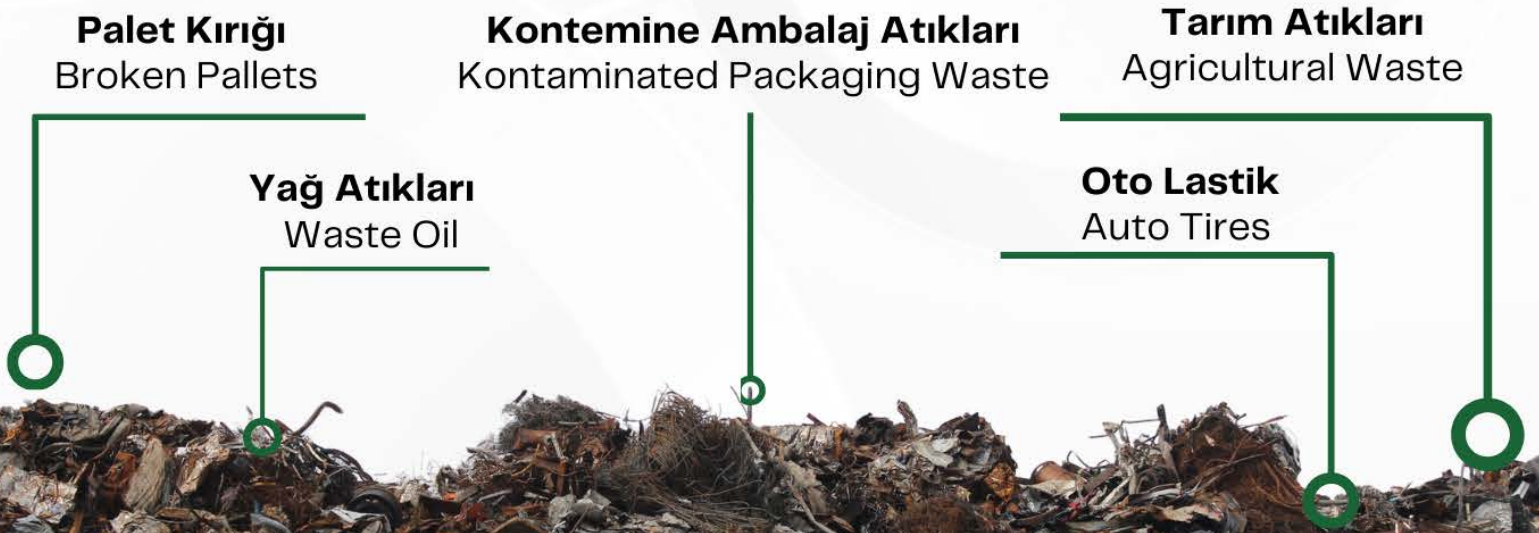 Palet Kırığı
Broken Pallets
Kontemine Ambalaj Atıkları
Kontaminated Packaging Waste
Tarım Atıkları
Agricultural Waste
Yağ Atıkları
Waste Oil
Oto Lastik
Auto Tires